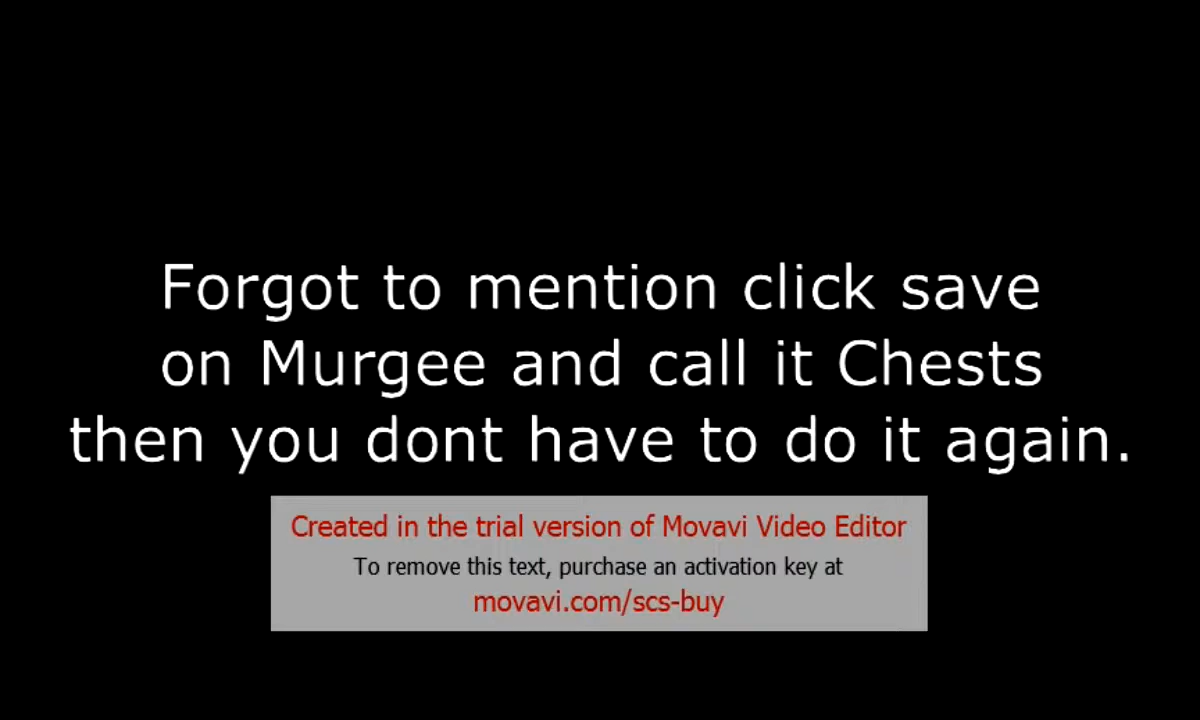 Forgot to mention click save
on Murgee and call it Chests
then you dont have to do it again.
Created in the trial version of Movavi Video Editor
To remove this text, purchase an activation key at
movavi.com/scs-buy